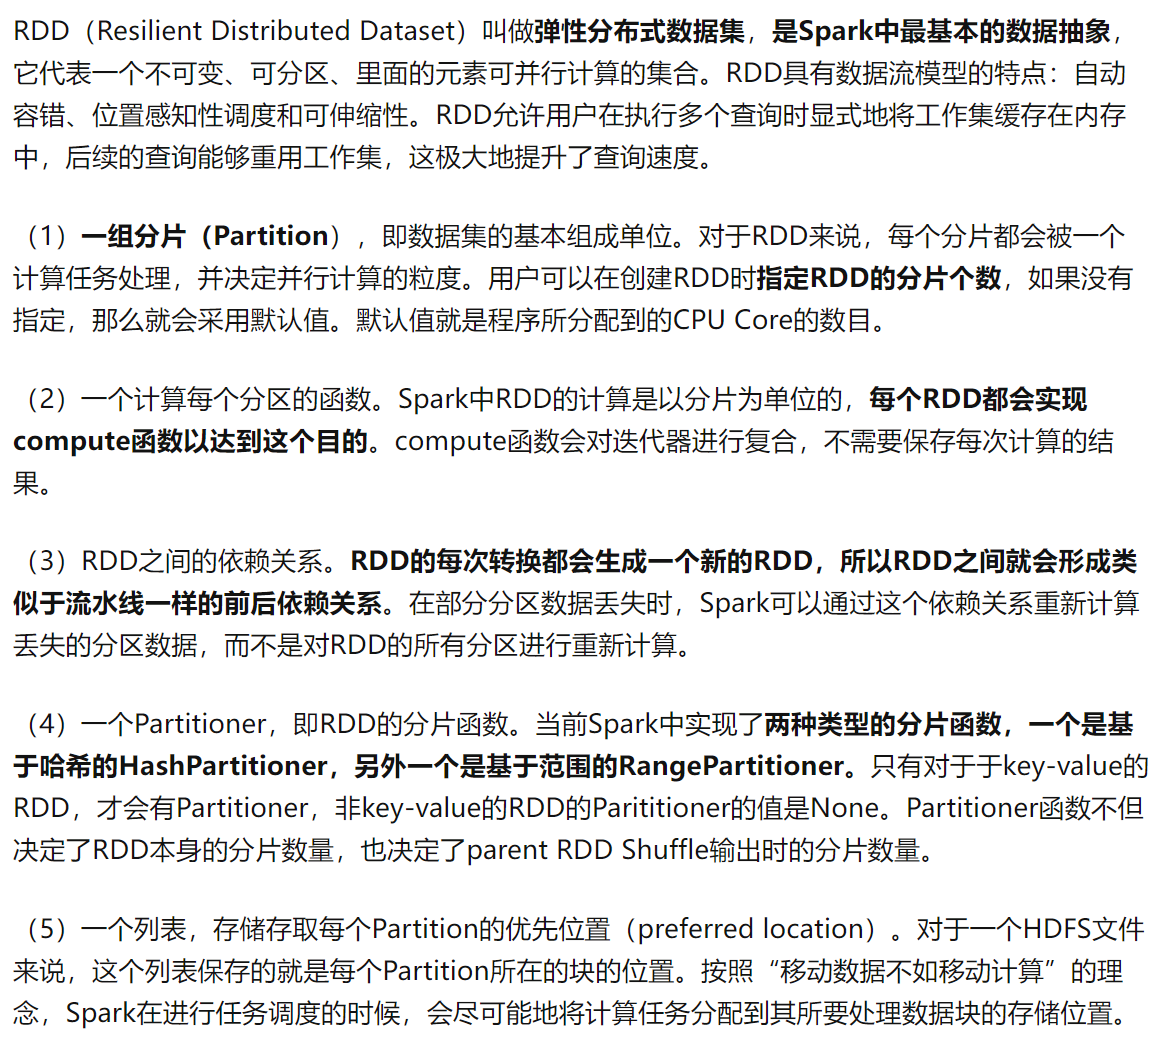 RDD（Resilient Distributed Dataset）叫做弹性分布式数据集，是Spark中最基本的数据抽象，
它代表一个不可变、可分区、里面的元素可并行计算的集合。RDD具有数据流模型的特点：自动
容错、位置感知性调度和可伸缩性。RDD允许用户在执行多个查询时显式地将工作集缓存在内存
中，后续的查询能够重用工作集，这极大地提升了查询速度。
（1）一组分片（Partition），即数据集的基本组成单位。对于RDD来说，每个分片都会被一个
计算任务处理，并决定并行计算的粒度。用户可以在创建RDD时指定RDD的分片个数，如果没有
指定，那么就会采用默认值。默认值就是程序所分配到的CPU Core的数目。
（2）一个计算每个分区的函数。Spark中RDD的计算是以分片为单位的，每个RDD都会实现
compute函数以达到这个目的。compute函数会对迭代器进行复合，不需要保存每次计算的结
果。
（3）RDD之间的依赖关系。RDD的每次转换都会生成一个新的RDD，所以RDD之间就会形成类
似于流水线一样的前后依赖关系。在部分分区数据丢失时，Spark可以通过这个依赖关系重新计算
丢失的分区数据，而不是对RDD的所有分区进行重新计算。
（4）一个Partitioner，即RDD的分片函数。当前Spark中实现了两种类型的分片函数，一个是基
于哈希的HashPartitioner，另外一个是基于范围的RangePartitioner。只有对于于key-value的
RDD，才会有Partitioner，非key-value的RDD的Parititioner的值是None。Partitioner函数不但
决定了RDD本身的分片数量，也决定了parent RDD Shuffle输出时的分片数量。
（5）一个列表，存储存取每个Partition的优先位置（preferred location）。对于一个HDFS文件
来说，这个列表保存的就是每个Partition所在的块的位置。按照“移动数据不如移动计算”的理
念，Spark在进行任务调度的时候，会尽可能地将计算任务分配到其所要处理数据块的存储位置。